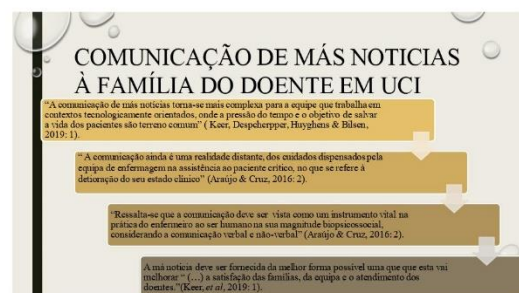 COMUNICAÇÃO DE MÁS NOTICIAS
À FAMÍLIA DO DOENTE EM UCI
“A comunicação de más notícias torna-se mais complexa para a equipe que trabalha em
contextos tecnologicamente orientados, onde a pressão do tempo e o objetivo de salvar
a vida dos pacientes são terreno comum” ( Keer, Despeherpper, Huyghens & Bilsen,
2019: 1).
“ A comunicação ainda é uma realidade distante, dos cuidados dispensados pela
equipa de enfermagem na assistência ao paciente crítico, no que se refere à
detioração do seu estado clínico” (Araújo & Cruz, 2016: 2).
“Ressalta-se que a comunicação deve ser vista como um instrumento vital na
prática do enfermeiro ao ser humano na sua magnitude biopsicossocial,
considerando a comunicação verbal e não-verbal” (Araújo & Cruz, 2016: 2).
A má noticia deve ser fornecida da melhor forma possível uma que que esta vai
melhorar “ (…) a satisfação das famílias, da equipa e o atendimento dos
doentes.”(Keer, et al, 2019: 1).